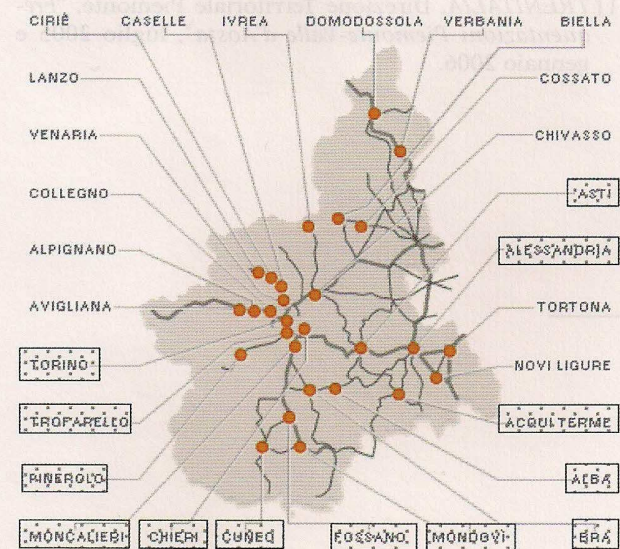 CIRIÈ CASELLE IVREA DOMODOSSOLA VERBANIA BIELLA
LANZO COSSATO
VENARIA CHIVASSO
COLLEGNO ASTI
ALPIGNANO ALESSANDRIA
AVIGLIANA TORTONA
TORINO NOVI LIGURE
TROFARELLO ACQUI TERME
PINEROLO ALBA
MONCALIERI CHIERI CUNEO FOSSANO MONDOVÌ BRA